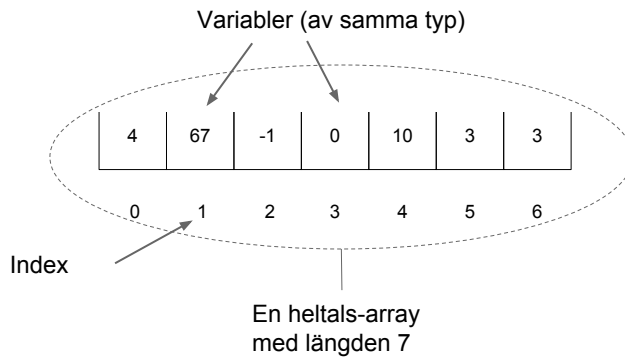 Variabler (av samma typ)
4 67 -1 0 10 3 3
0 1 2 3 4 5 6
Index
En heltals-array
med längden 7